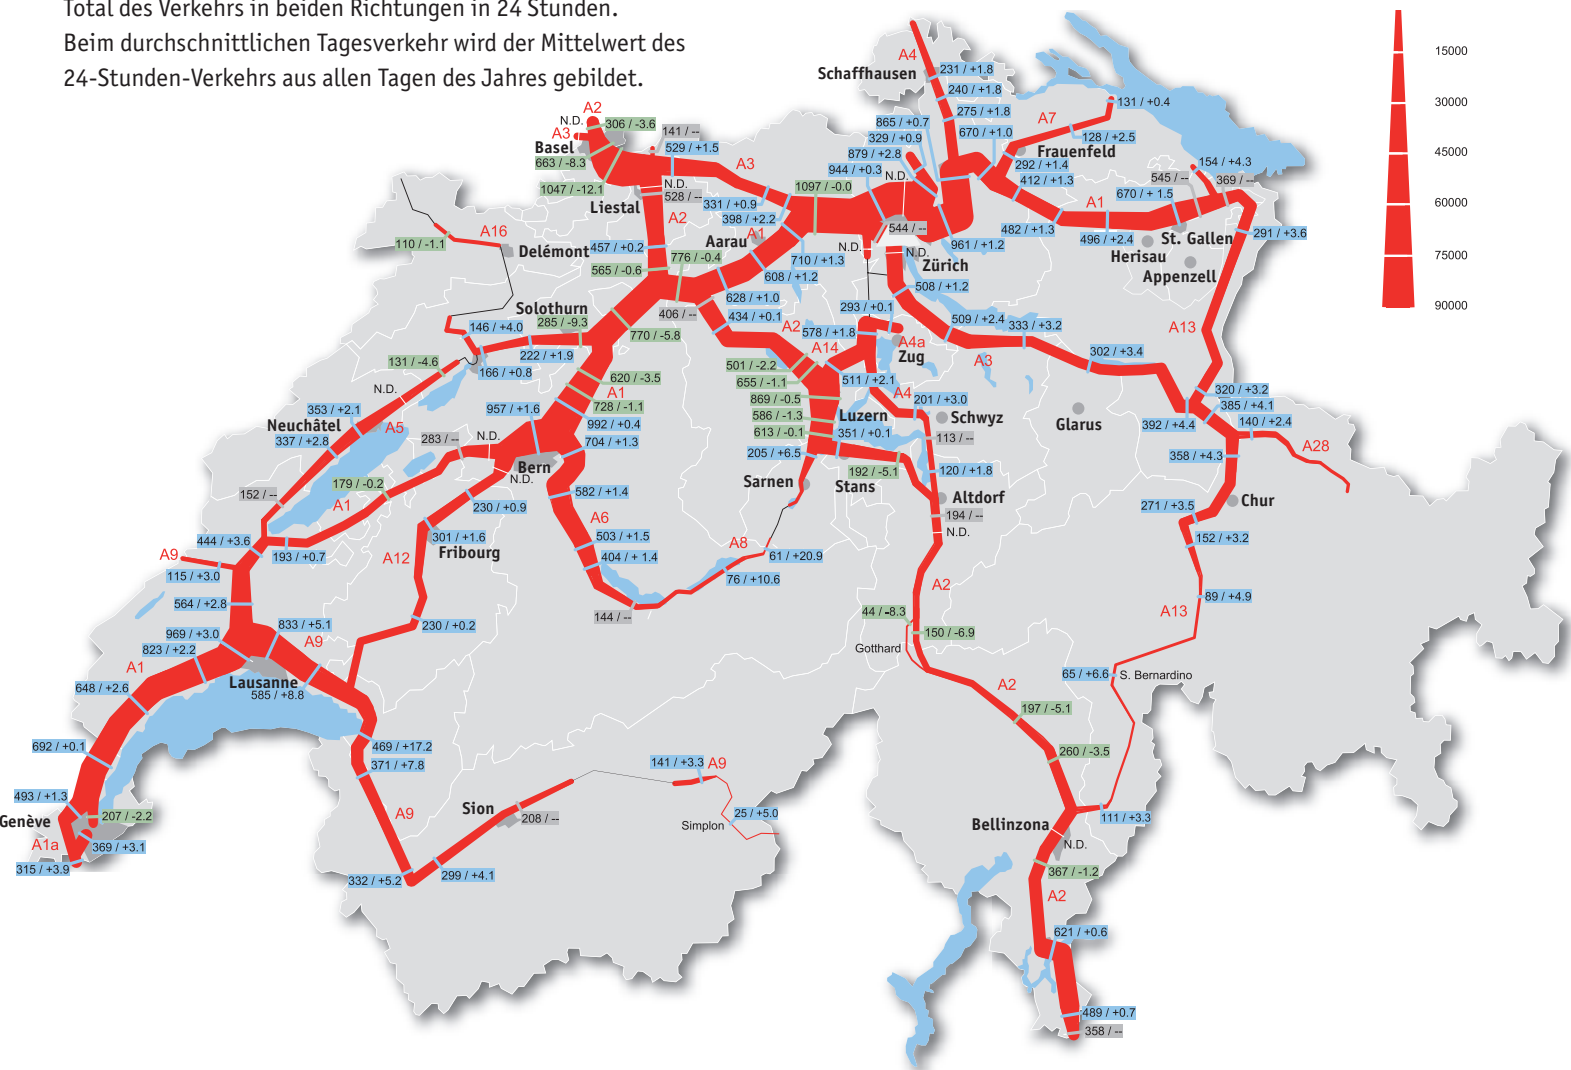 Total des Verkehrs in beiden Richtungen in 24 Stunden.
Beim durchschnittlichen Tagesverkehr wird der Mittelwert des
24-Stunden-Verkehrs aus allen Tagen des Jahres gebildet.
15000
30000
45000
60000
75000
90000
A4
Schaffhausen
231 / +1.8
240 / +1.8
275 / +1.8
670 / +1.0
865 / +0.7
329 / +0.9
879 / +2.8
944 / +0.3
N.D.
A7
131 / +0.4
128 / +2.5
Frauenfeld
292 / +1.4
412 / +1.3
154 / +4.3
545 / --
369 / --
670 / + 1.5
A1
482 / +1.3
496 / +2.4
St. Gallen
Herisau
Appenzell
291 / +3.6
A2
N.D.
306 / -3.6
A3
Basel
663 / -8.3
1047 / -12.1
141 / --
529 / +1.5
A3
N.D.
528 / --
Liestal
331 / +0.9
398 / +2.2
1097 / -0.0
A2
A1
Aarau
457 / +0.2
565 / -0.6
776 / -0.4
710 / +1.3
608 / +1.2
628 / +1.0
434 / +0.1
406 / --
544 / --
N.D.
N.D.
961 / +1.2
Zürich
508 / +1.2
A16
110 / -1.1
Delémont
Solothurn
285 / -9.3
146 / +4.0
222 / +1.9
166 / +0.8
131 / -4.6
770 / -5.8
A2
293 / +0.1
578 / +1.8
A14
A4a
Zug
509 / +2.4
333 / +3.2
A3
302 / +3.4
A13
501 / -2.2
655 / -1.1
869 / -0.5
586 / -1.3
613 / -0.1
511 / +2.1
A4
201 / +3.0
Luzern
351 / +0.1
Schwyz
113 / --
Glarus
320 / +3.2
385 / +4.1
392 / +4.4
140 / +2.4
A28
358 / +4.3
N.D.
353 / +2.1
Neuchâtel
337 / +2.8
A5
620 / -3.5
A1
728 / -1.1
957 / +1.6
992 / +0.4
704 / +1.3
283 / --
N.D.
Bern
N.D.
205 / +6.5
192 / -5.1
120 / +1.8
Sarnen
Stans
Altdorf
194 / --
N.D.
Chur
271 / +3.5
152 / +3.2
152 / --
179 / -0.2
A1
230 / +0.9
582 / +1.4
A6
503 / +1.5
404 / + 1.4
A8
61 / +20.9
76 / +10.6
144 / --
444 / +3.6
A9
115 / +3.0
193 / +0.7
301 / +1.6
Fribourg
A12
564 / +2.8
A2
44 / -8.3
150 / -6.9
Gotthard
A13
89 / +4.9
969 / +3.0
823 / +2.2
833 / +5.1
A9
230 / +0.2
A1
648 / +2.6
Lausanne
585 / +8.8
A2
197 / -5.1
65 / +6.6
S. Bernardino
692 / +0.1
469 / +17.2
371 / +7.8
141 / +3.3
A9
260 / -3.5
493 / +1.3
Genève
207 / -2.2
A1a
369 / +3.1
315 / +3.9
A9
Sion
208 / --
25 / +5.0
Simplon
332 / +5.2
299 / +4.1
Bellinzona
111 / +3.3
N.D.
367 / -1.2
A2
621 / +0.6
489 / +0.7
358 / --